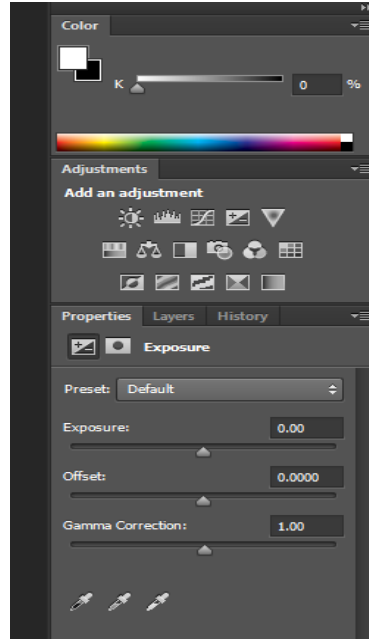 Color
K 0 %
Adjustments
Add an adjustment
Properties Layers History
Exposure
Preset: Default
Exposure: 0.00
Offset: 0.0000
Gamma Correction: 1.00